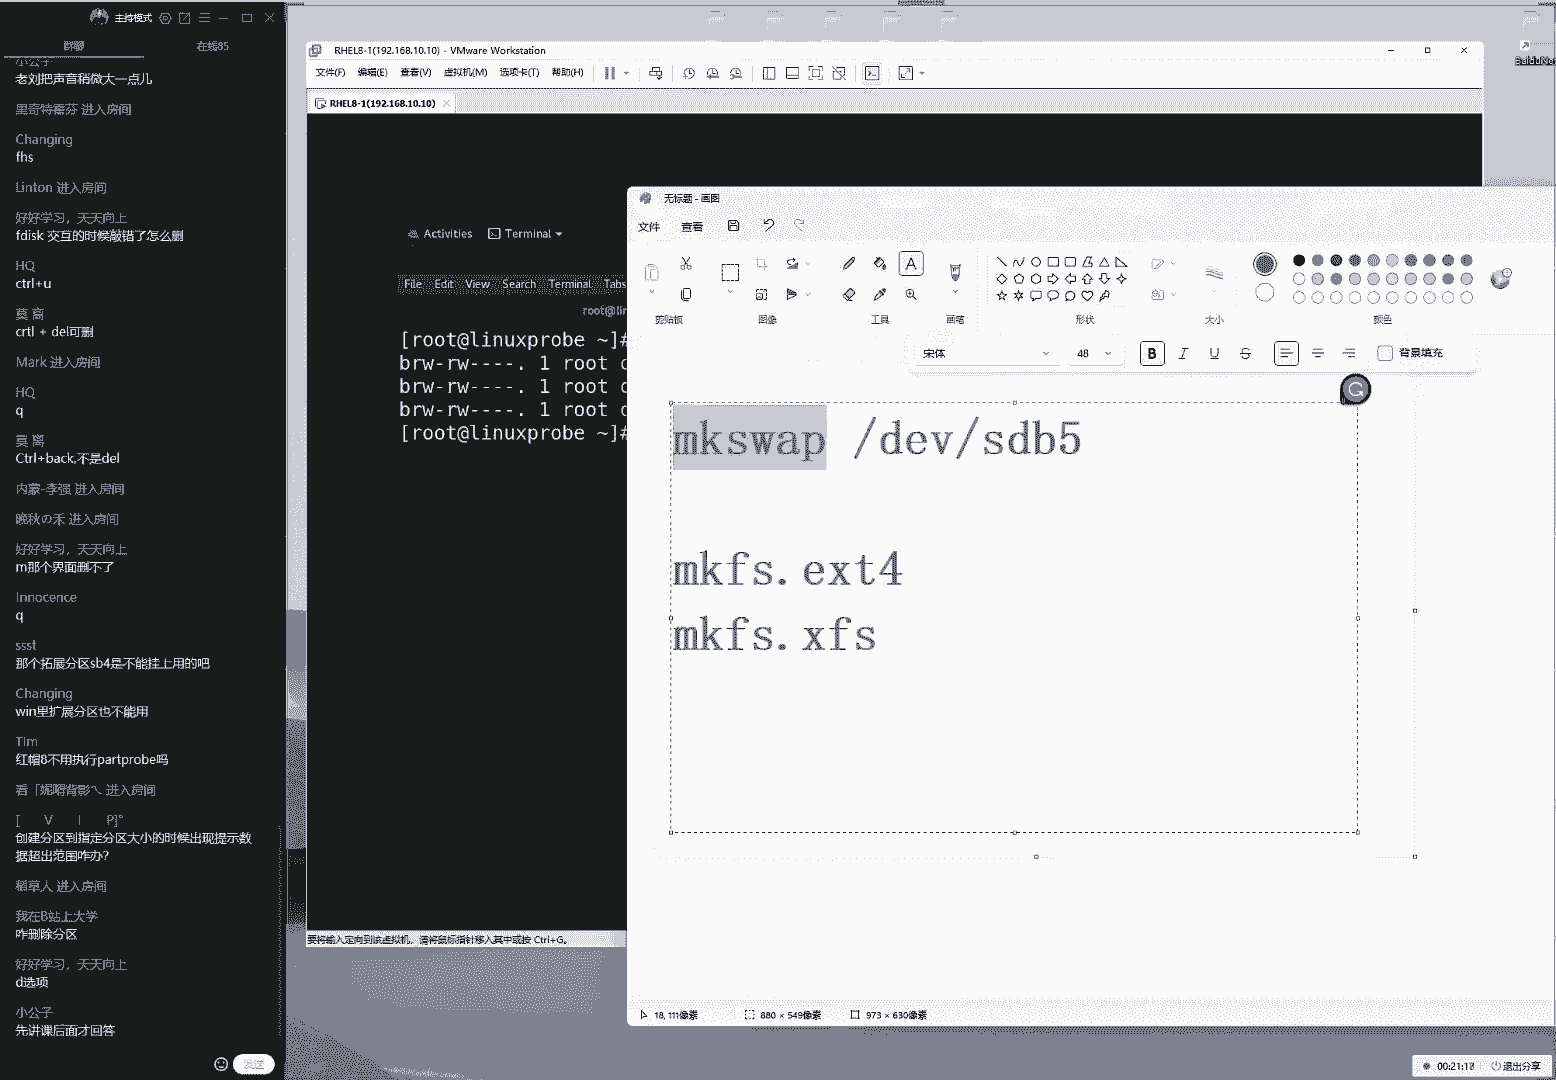 主持模式
群聊
在线85
小公子
老刘把声音稍微大一点儿
Changing
fhs
Linton 进入房间
好好学习，天天向上
fdisk 交互的时候敲错了怎么删
HQ
ctrl+u
莫 离
crtl + del可删
Mark 进入房间
HQ
q
莫 离
Ctrl+back,不是del
内蒙-李强 进入房间
晚秋の禾 进入房间
好好学习，天天向上
m那个界面删不了
Innocence
q
ssst
那个拓展分区sb4是不能挂上用的吧
Changing
win里扩展分区也不能用
Tim
红帽8不用执行partprobe吗
进入房间
[ V I P]°
创建分区到指定分区大小的时候出现提示数
据超出范围咋办?
稻草人 进入房间
我在B站上大学
咋删除分区
好好学习，天天向上
d选项
小公子
先讲课后面才回答
发送
RHEL8-1(192.168.10.10) - VMware Workstation
文件(F) 编辑(E) 查看(V) 虚拟机(M) 选项卡(T) 帮助(H)
RHEL8-1(192.168.10.10)
Activities Terminal
File Edit View Search Terminal Tabs
root@lin
[root@linuxprobe ~]#
brw-rw----. 1 root d
brw-rw----. 1 root d
brw-rw----. 1 root d
[root@linuxprobe ~]#
要将输入定向到该虚拟机，请将鼠标指针移入其中或按 Ctrl+G。
无标题 - 画图
文件 查看
剪贴板 图像 工具 画笔 形状 大小 颜色
宋体 48 B I U S 背景填充
mkswap /dev/sdb5
mkfs.ext4
mkfs.xfs
18, 111像素 880 × 549像素 973 × 630像素
00:21:18 退出分享